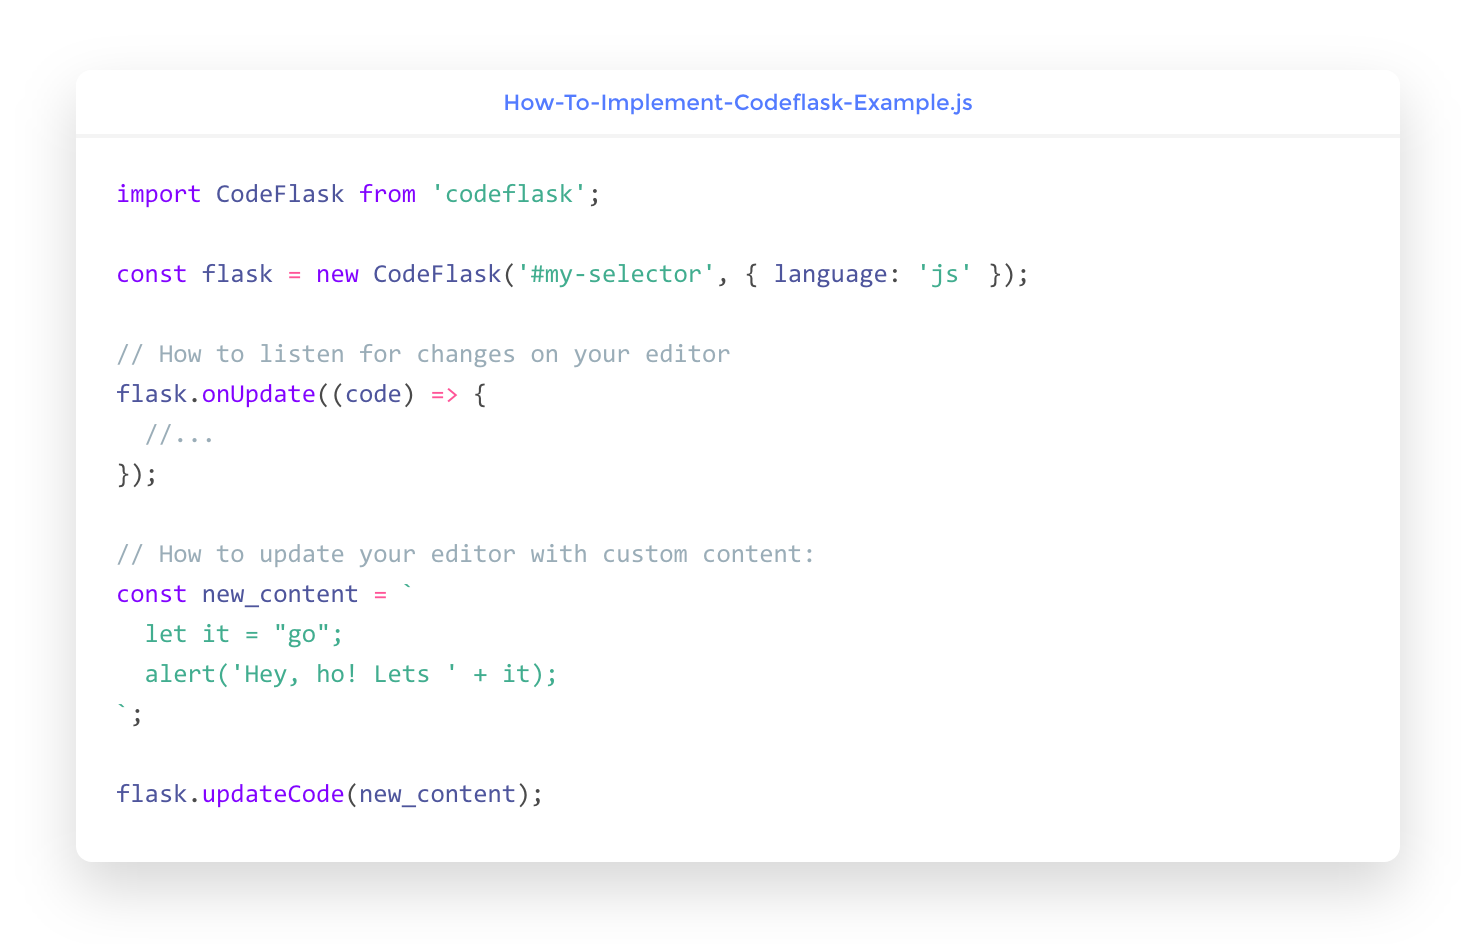 How-To-Implement-Codeflask-Example.js
import CodeFlask from 'codeflask';
const flask = new CodeFlask('#my-selector', { language: 'js' });
// How to listen for changes on your editor
flask.onUpdate((code) => {
  //...
});
// How to update your editor with custom content:
const new_content = `
  let it = "go";
  alert('Hey, ho! Lets ' + it);
`;
flask.updateCode(new_content);